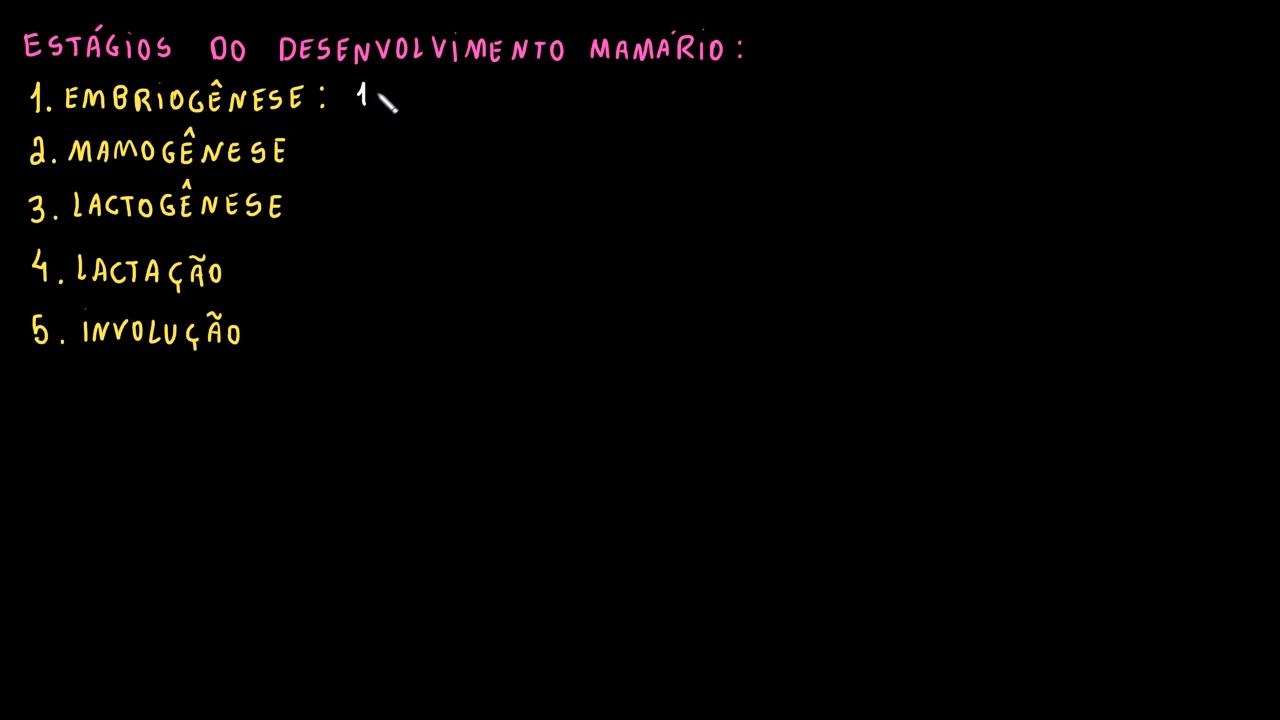 ESTÁGIOS DO DESENVOLVIMENTO MAMÁRIO:
1. EMBRIOGÊNESE: 1
2. MAMOGÊNESE
3. LACTOGÊNESE
4. LACTAÇÃO
5. INVOLUÇÃO